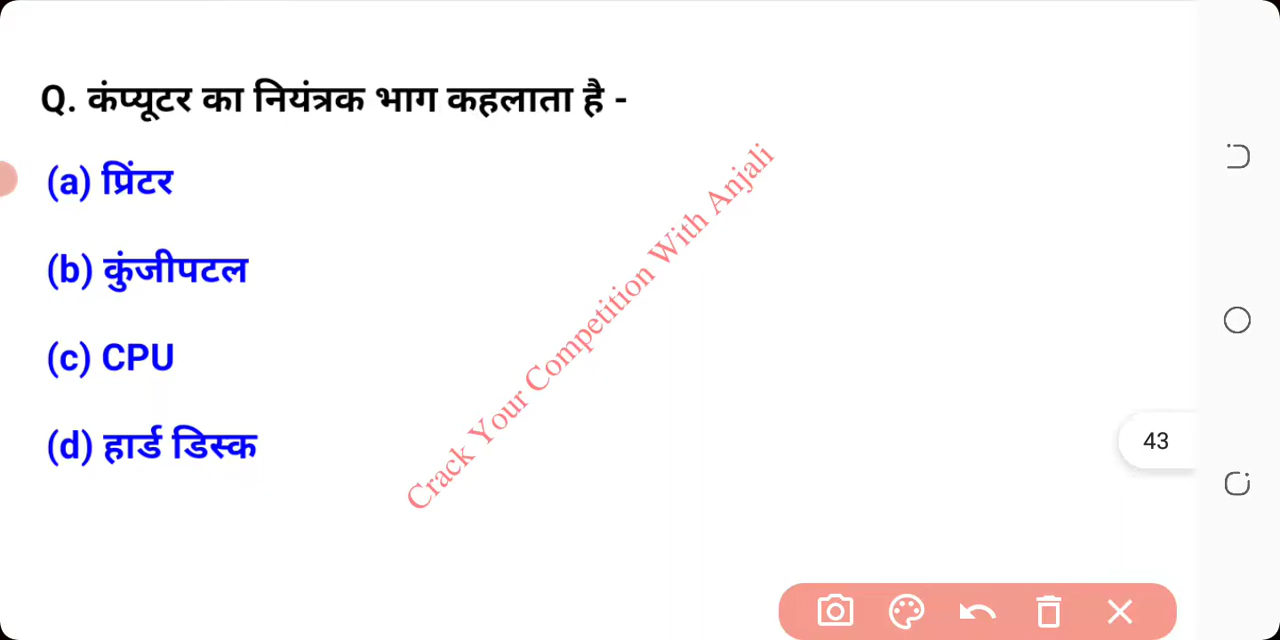 Q. कंप्यूटर का नियंत्रक भाग कहलाता है -
(a) प्रिंटर
(b) कुंजीपटल
(c) CPU
(d) हार्ड डिस्क
Crack Your Competition With Anjali
43